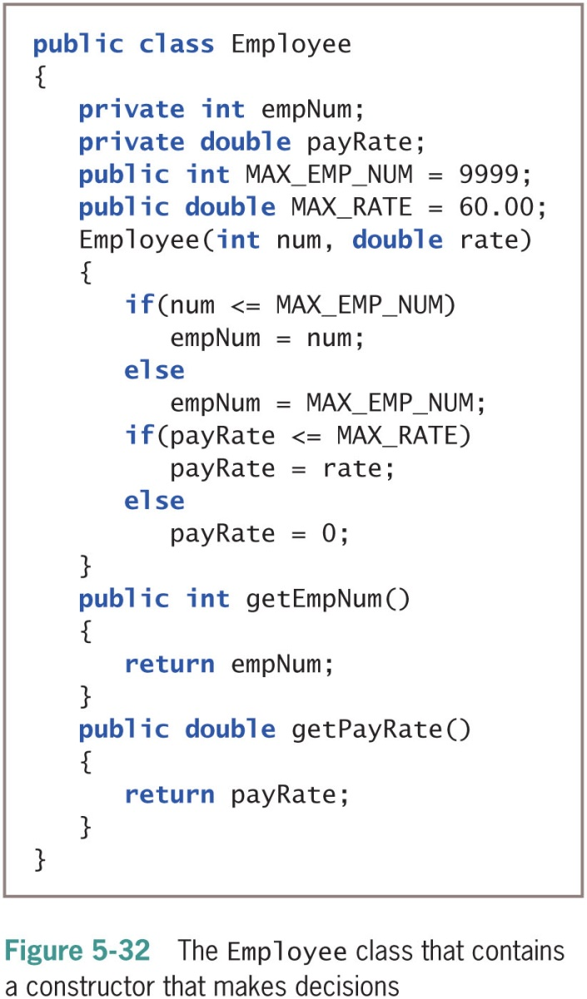 public class Employee
{
   private int empNum;
   private double payRate;
   public int MAX_EMP_NUM = 9999;
   public double MAX_RATE = 60.00;
   Employee(int num, double rate)
   {
      if(num <= MAX_EMP_NUM)
         empNum = num;
      else
         empNum = MAX_EMP_NUM;
      if(payRate <= MAX_RATE)
         payRate = rate;
      else
         payRate = 0;
   }
   public int getEmpNum()
   {
      return empNum;
   }
   public double getPayRate()
   {
      return payRate;
   }
}
Figure 5-32 The Employee class that contains
a constructor that makes decisions